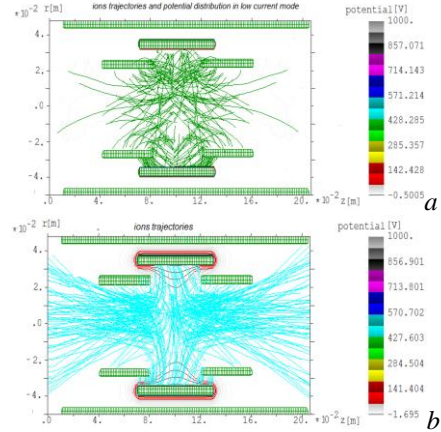 ions trajectories and potential distribution in low current mode
* 10⁻² r[m]
4.
2.
.0
− 2.
− 4.
.0 4. 8. 12. 16. 20. * 10⁻² z[m]
potential[V]
1000.
857.071
714.143
571.214
428.285
285.357
142.428
-0.5005
a
ions trajectories
* 10⁻² r[m]
4.
2.
.0
− 2.
− 4.
.0 4. 8. 12. 16. 20. * 10⁻² z[m]
potential[V]
1000.
856.901
713.801
570.702
427.603
284.504
141.404
-1.695
b